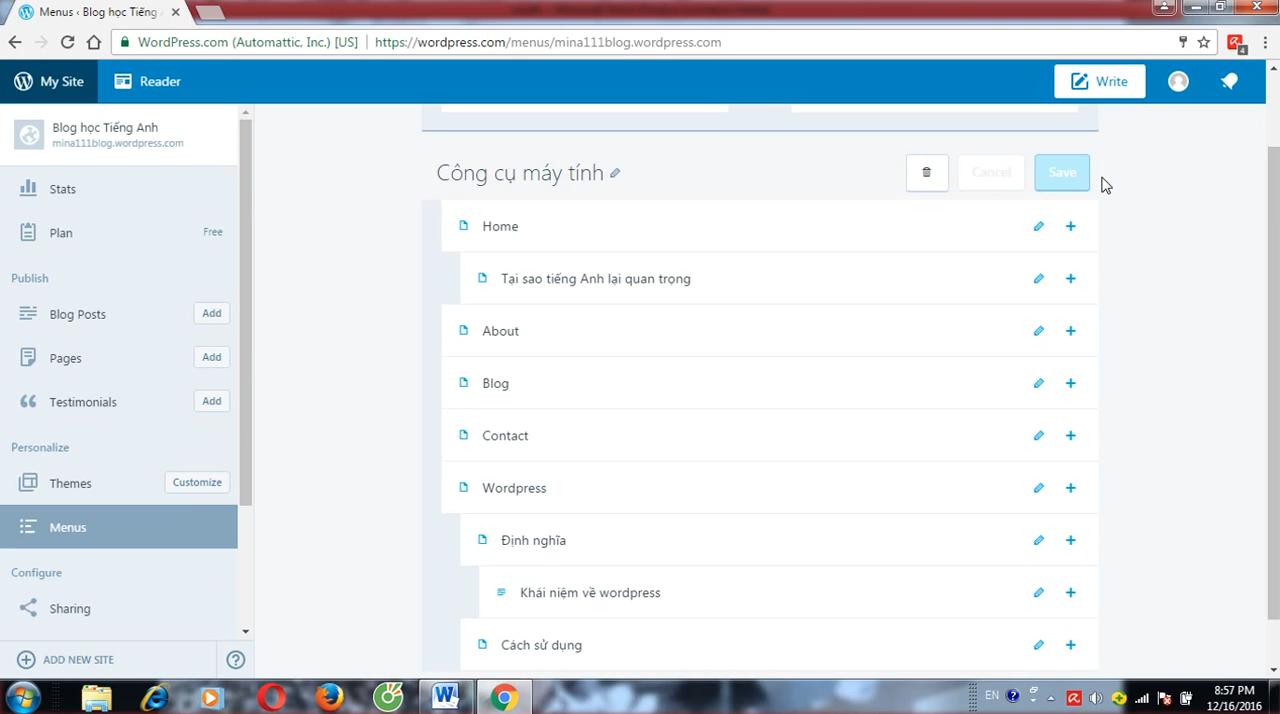 Menus ‹ Blog học Tiếng A
WordPress.com (Automattic, Inc.) [US] https://wordpress.com/menus/mina111blog.wordpress.com
4
My Site
Reader
Write
Blog học Tiếng Anh
mina111blog.wordpress.com
Stats
Plan
Free
Publish
Blog Posts
Add
Pages
Add
Testimonials
Add
Personalize
Themes
Customize
Menus
Configure
Sharing
ADD NEW SITE
?
Công cụ máy tính
Cancel
Save
Home
Tại sao tiếng Anh lại quan trọng
About
Blog
Contact
Wordpress
Định nghĩa
Khái niệm về wordpress
Cách sử dụng
EN
8:57 PM
12/16/2016